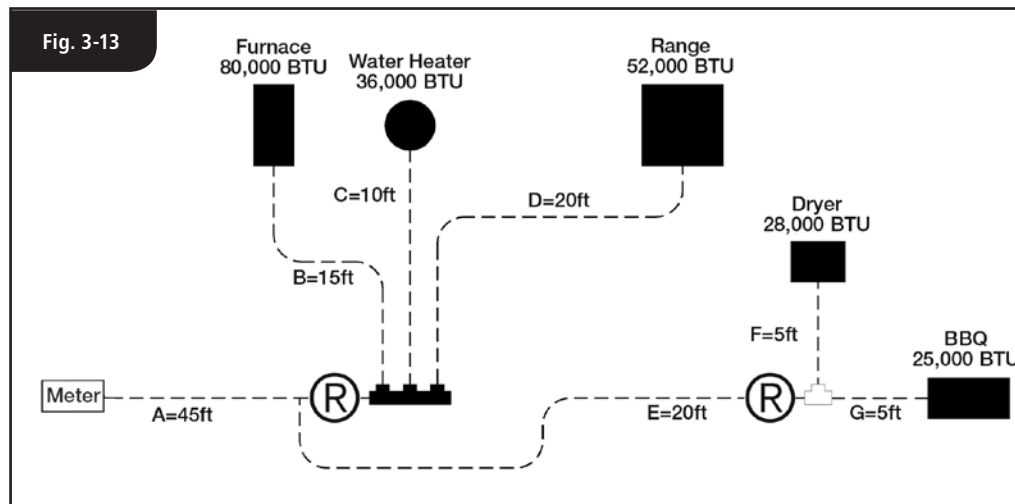 Fig. 3-13
Furnace
80,000 BTU
Water Heater
36,000 BTU
Range
52,000 BTU
C=10ft
D=20ft
Dryer
28,000 BTU
B=15ft
F=5ft
BBQ
25,000 BTU
Meter
R
R
A=45ft
E=20ft
G=5ft